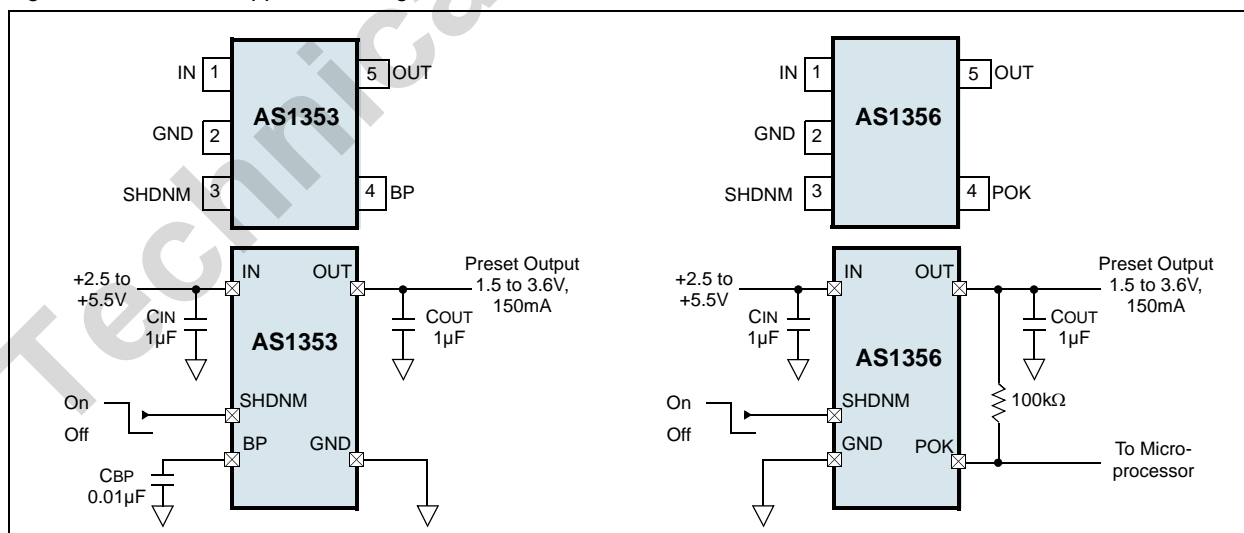 Technica
IN 1
5 OUT
AS1353
GND 2
SHDNM 3
4 BP
IN 1
5 OUT
AS1356
GND 2
SHDNM 3
4 POK
+2.5 to
+5.5V
IN
OUT
Preset Output
1.5 to 3.6V,
150mA
CIN
1µF
COUT
1µF
AS1353
On
Off
SHDNM
BP
GND
CBP
0.01µF
+2.5 to
+5.5V
IN
OUT
Preset Output
1.5 to 3.6V,
150mA
CIN
1µF
COUT
1µF
AS1356
100kΩ
On
Off
SHDNM
GND
POK
To Micro-
processor